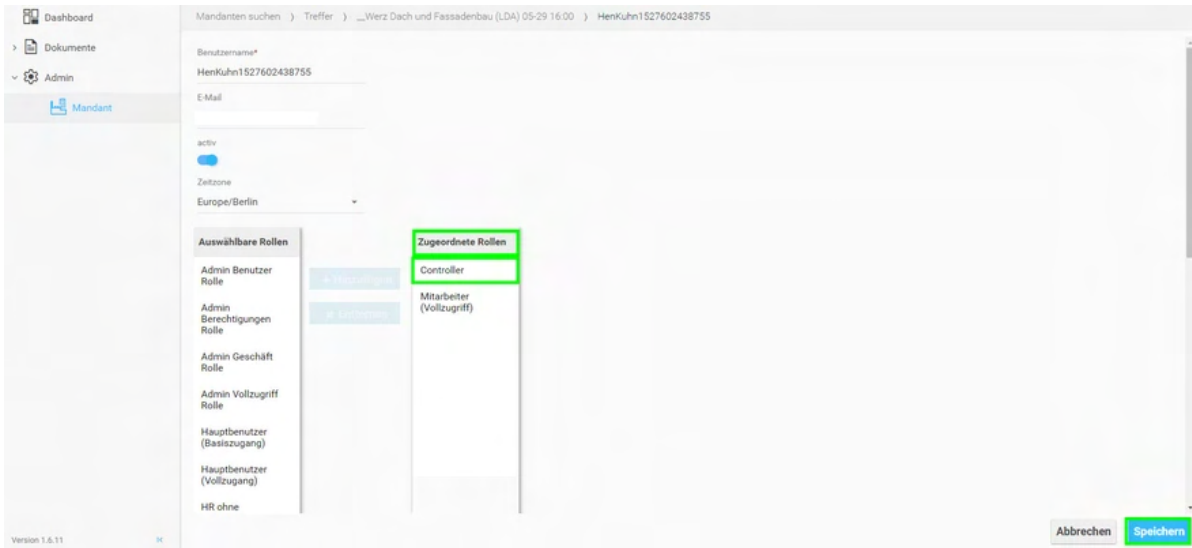 Dashboard
Dokumente
Admin
Mandant
Mandanten suchen > Treffer > __Werz Dach und Fassadenbau (LDA) 05-29 16:00 > HenKuhn1527602438755
Benutzername*
HenKuhn1527602438755
E-Mail
activ
Zeitzone
Europe/Berlin
Auswählbare Rollen
Admin Benutzer
Rolle
Admin
Berechtigungen
Rolle
Admin Geschäft
Rolle
Admin Vollzugriff
Rolle
Hauptbenutzer
(Basiszugang)
Hauptbenutzer
(Vollzugang)
HR ohne
Zugeordnete Rollen
Controller
Mitarbeiter
(Vollzugriff)
Abbrechen
Speichern
Version 1.6.11